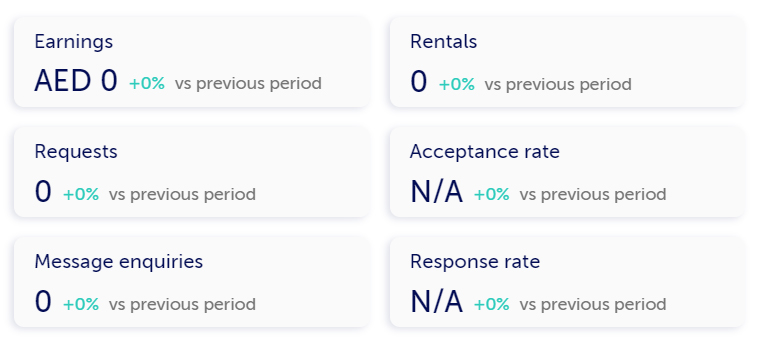 Earnings
AED 0 +0% vs previous period
Rentals
0 +0% vs previous period
Requests
0 +0% vs previous period
Acceptance rate
N/A +0% vs previous period
Message enquiries
0 +0% vs previous period
Response rate
N/A +0% vs previous period